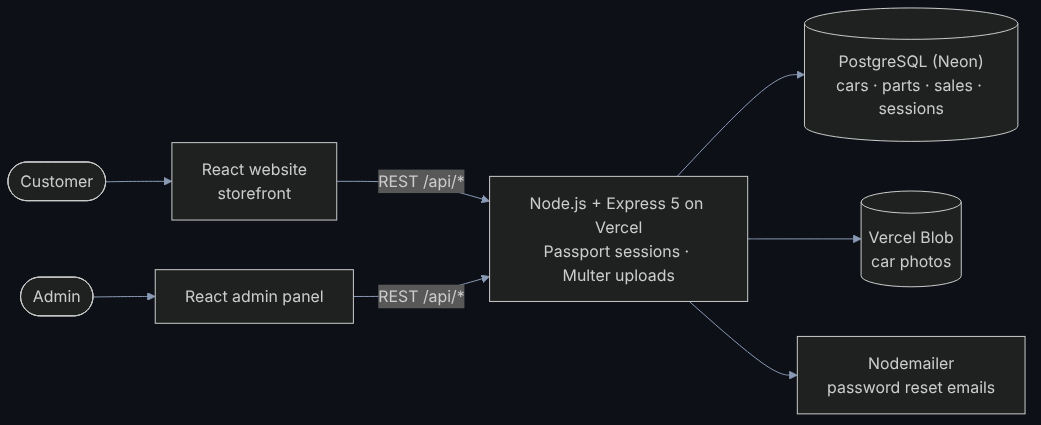 Customer
React website
storefront
REST /api/*
Admin
React admin panel
REST /api/*
Node.js + Express 5 on
Vercel
Passport sessions ·
Multer uploads
PostgreSQL (Neon)
cars · parts · sales ·
sessions
Vercel Blob
car photos
Nodemailer
password reset emails